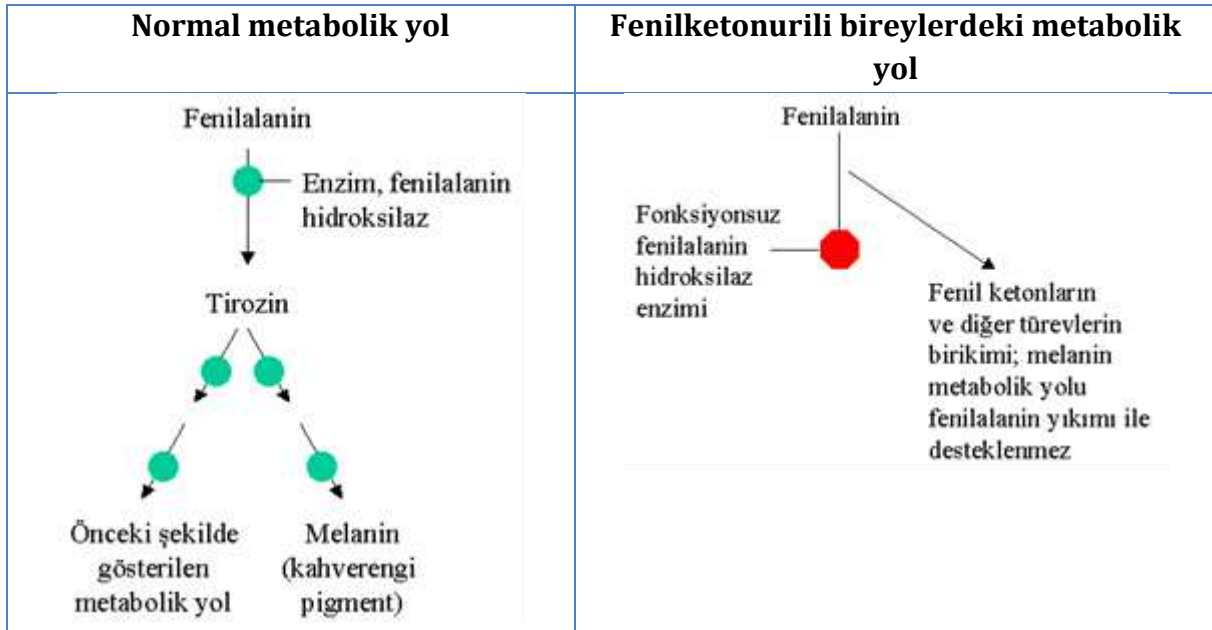 Normal metabolik yol
Fenilketonurili bireylerdeki metabolik
yol
Fenilalanin
Enzim, fenilalanin
hidroksilaz
Tirozin
Önceki şekilde
gösterilen
metabolik yol
Melanin
(kahverengi
pigment)
Fenilalanin
Fonksiyonsuz
fenilalanin
hidroksilaz
enzimi
Fenil ketonların
ve diğer türevlerin
birikimi; melanin
metabolik yolu
fenilalanin yıkımı ile
desteklenmez